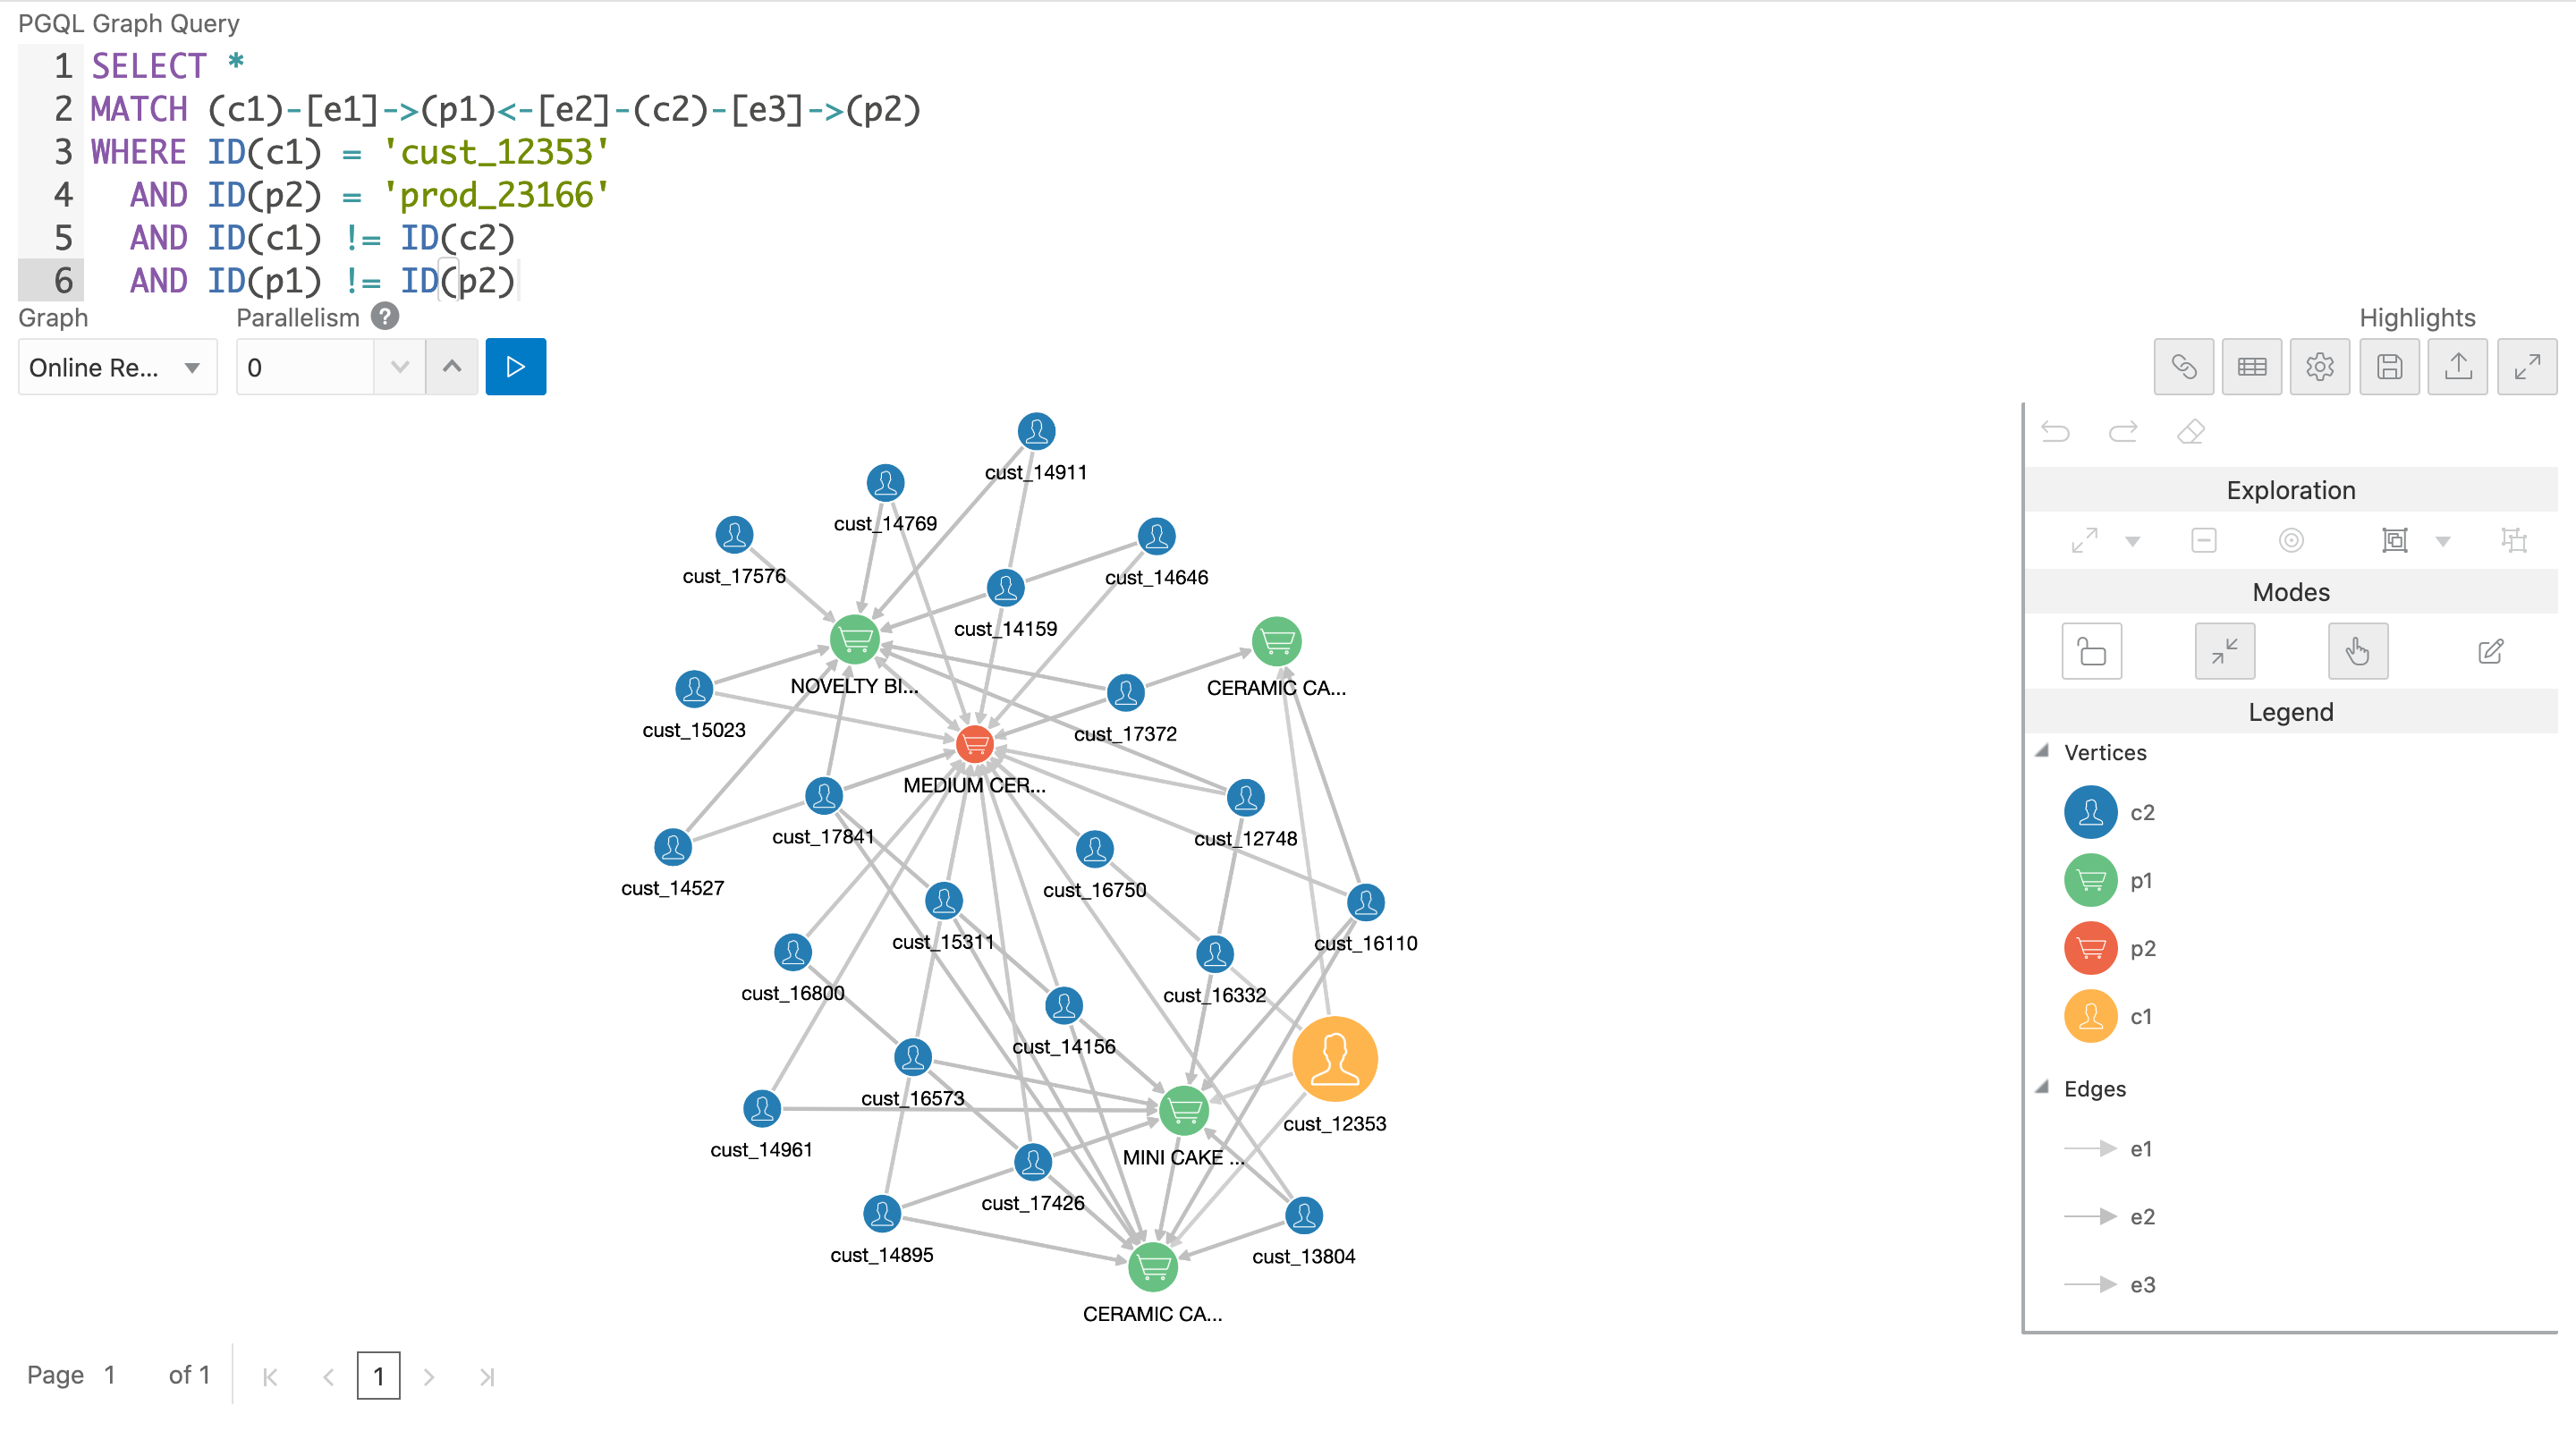 PGQL Graph Query
1 SELECT *
2 MATCH (c1)-[e1]->(p1)<-[e2]-(c2)-[e3]->(p2)
3 WHERE ID(c1) = 'cust_12353'
4 AND ID(p2) = 'prod_23166'
5 AND ID(c1) != ID(c2)
6 AND ID(p1) != ID(p2)
Graph Parallelism ? Highlights
Online Re... 0
cust_14911
cust_14769
cust_17576
cust_14646
cust_14159
NOVELTY BI...
CERAMIC CA...
cust_15023
cust_17372
MEDIUM CER...
cust_17841
cust_12748
cust_14527
cust_16750
cust_15311
cust_16110
cust_16800
cust_16332
cust_14156
cust_16573
cust_12353
cust_14961
MINI CAKE ...
cust_17426
cust_14895
cust_13804
CERAMIC CA...
Exploration
Modes
Legend
Vertices
c2
p1
p2
c1
Edges
e1
e2
e3
Page 1 of 1 1